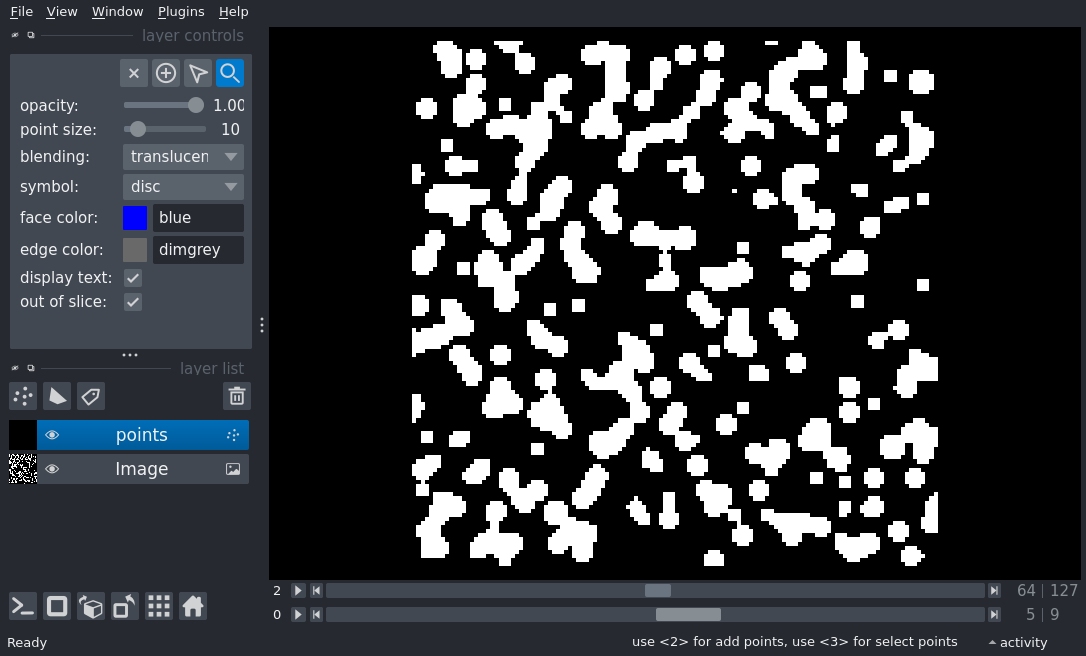 File View Window Plugins Help
layer controls
opacity: 1.00
point size: 10
blending: translucen
symbol: disc
face color: blue
edge color: dimgrey
display text:
out of slice:
layer list
points
Image
2 64 127
0 5 9
Ready use <2> for add points, use <3> for select points activity